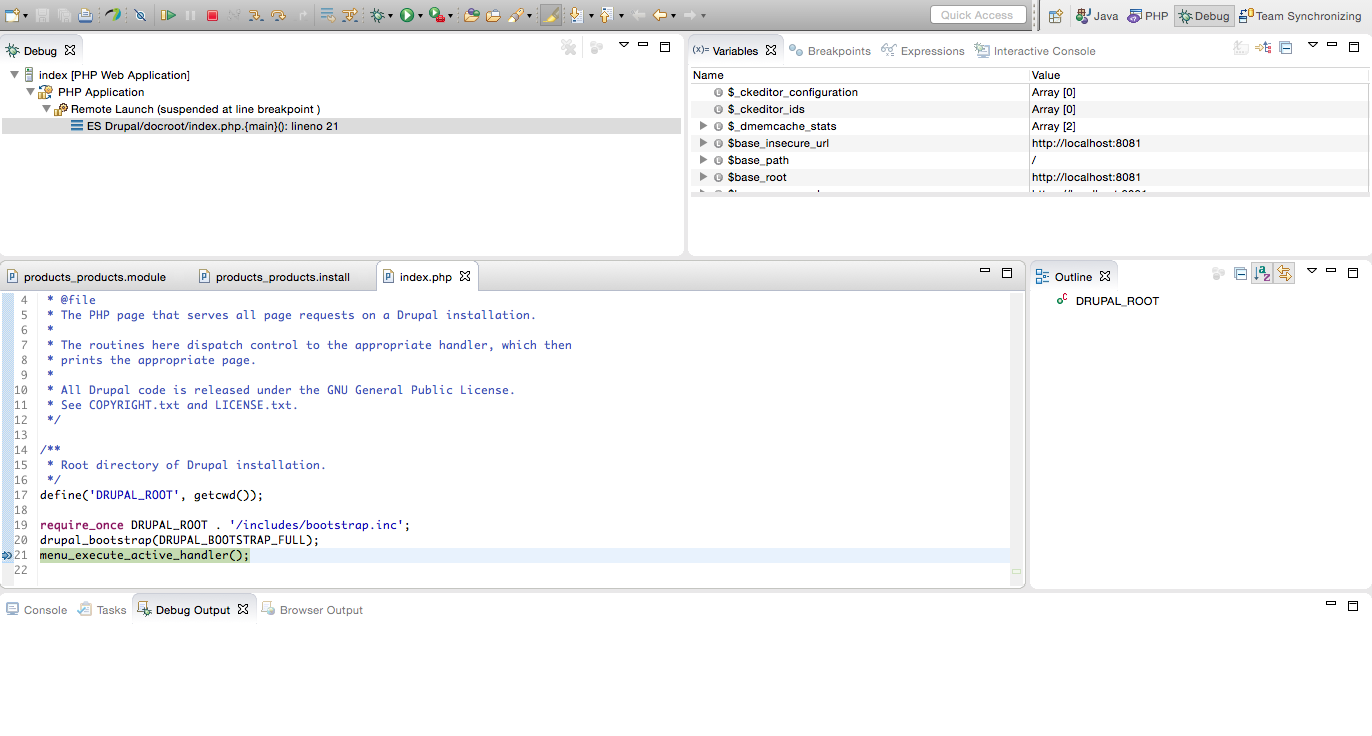 Quick Access
Java
PHP
Debug
Team Synchronizing
Debug
index [PHP Web Application]
PHP Application
Remote Launch (suspended at line breakpoint )
ES Drupal/docroot/index.php.{main}(): lineno 21
(x)= Variables
Breakpoints
Expressions
Interactive Console
Name Value
$_ckeditor_configuration Array [0]
$_ckeditor_ids Array [0]
$_dmemcache_stats Array [2]
$base_insecure_url http://localhost:8081
$base_path /
$base_root http://localhost:8081
products_products.module
products_products.install
index.php
4 * @file
5 * The PHP page that serves all page requests on a Drupal installation.
6 *
7 * The routines here dispatch control to the appropriate handler, which then
8 * prints the appropriate page.
9 *
10 * All Drupal code is released under the GNU General Public License.
11 * See COPYRIGHT.txt and LICENSE.txt.
12 */
13
14 /**
15 * Root directory of Drupal installation.
16 */
17 define('DRUPAL_ROOT', getcwd());
18
19 require_once DRUPAL_ROOT . '/includes/bootstrap.inc';
20 drupal_bootstrap(DRUPAL_BOOTSTRAP_FULL);
21 menu_execute_active_handler();
22
Outline
DRUPAL_ROOT
Console
Tasks
Debug Output
Browser Output